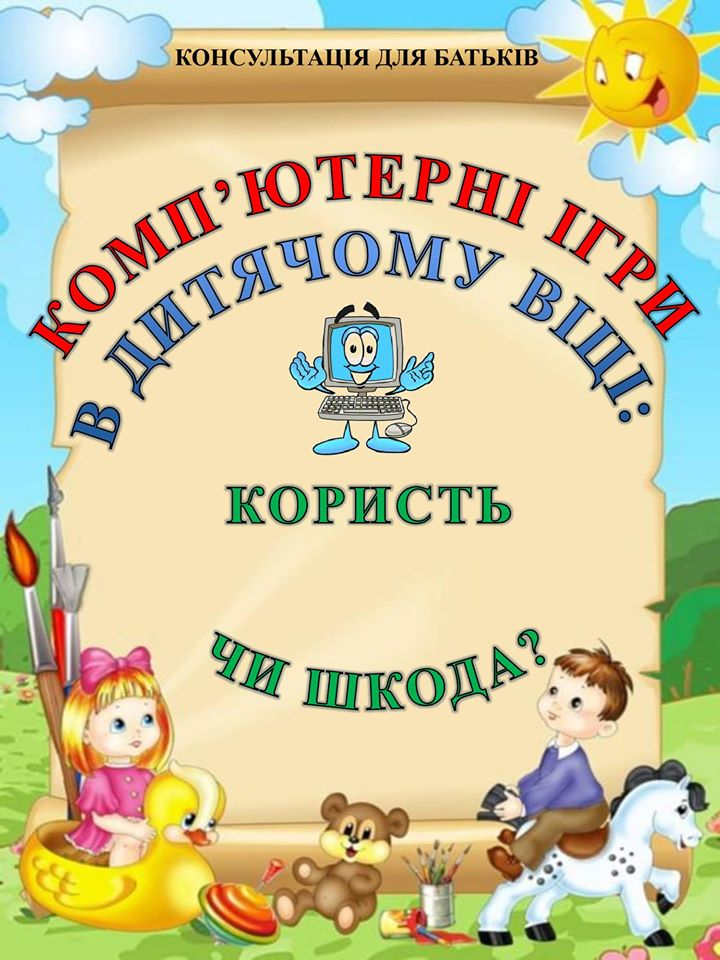 КОНСУЛЬТАЦІЯ ДЛЯ БАТЬКІВ
КОМП’ЮТЕРНІ ІГРИ
В ДИТЯЧОМУ ВІЦІ:
КОРИСТЬ
ЧИ ШКОДА?